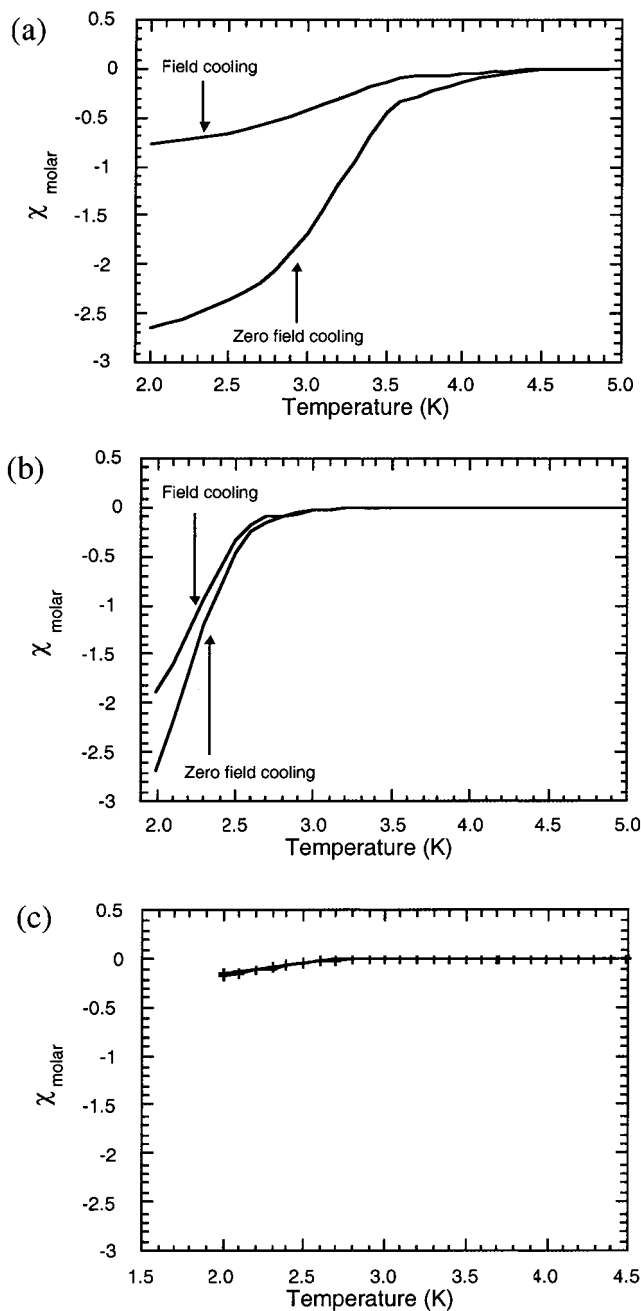 (a)
0.5
0
-0.5
-1
-1.5
-2
-2.5
-3
χ molar
Field cooling
Zero field cooling
2.0 2.5 3.0 3.5 4.0 4.5 5.0
Temperature (K)
(b)
0.5
0
-0.5
-1
-1.5
-2
-2.5
-3
χ molar
Field cooling
Zero field cooling
2.0 2.5 3.0 3.5 4.0 4.5 5.0
Temperature (K)
(c)
0.5
0
-0.5
-1
-1.5
-2
-2.5
-3
χ molar
1.5 2.0 2.5 3.0 3.5 4.0 4.5
Temperature (K)